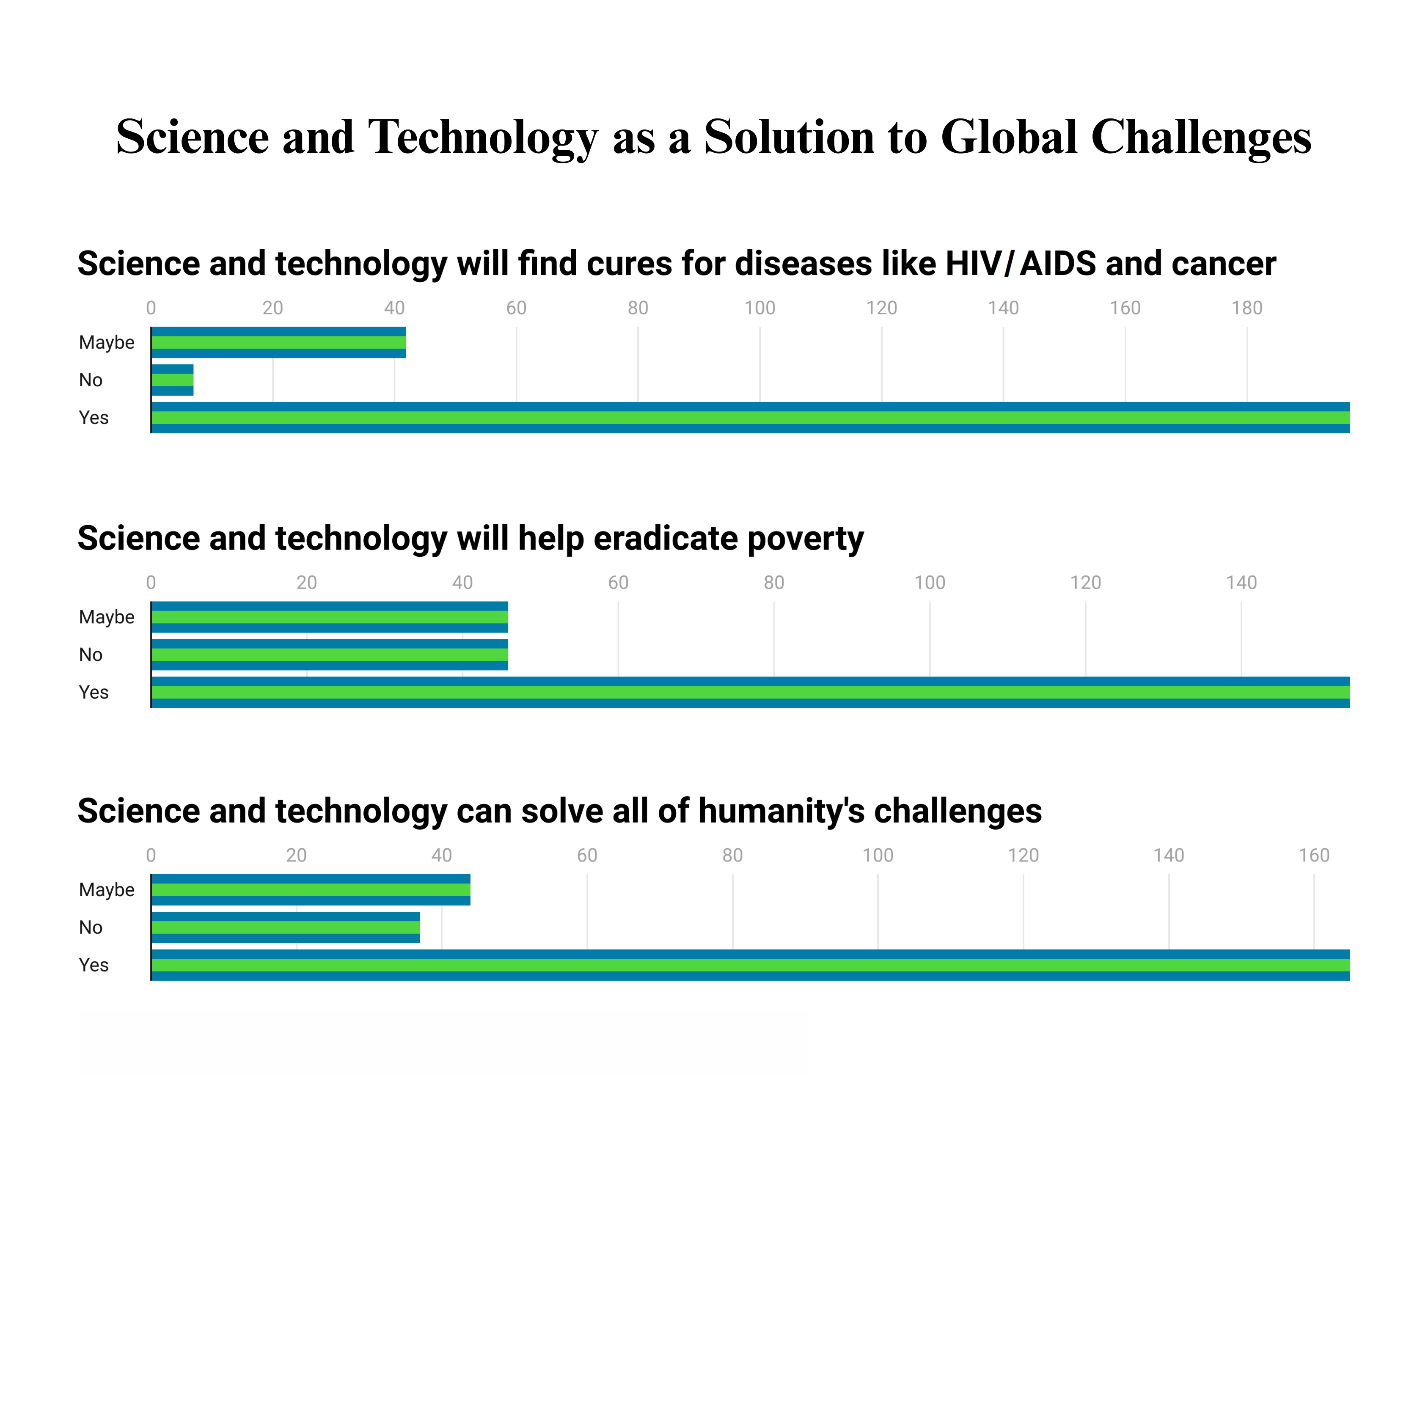 Science and Technology as a Solution to Global Challenges
Science and technology will find cures for diseases like HIV/AIDS and cancer
0 20 40 60 80 100 120 140 160 180
Maybe
No
Yes
Science and technology will help eradicate poverty
0 20 40 60 80 100 120 140
Maybe
No
Yes
Science and technology can solve all of humanity's challenges
0 20 40 60 80 100 120 140 160
Maybe
No
Yes